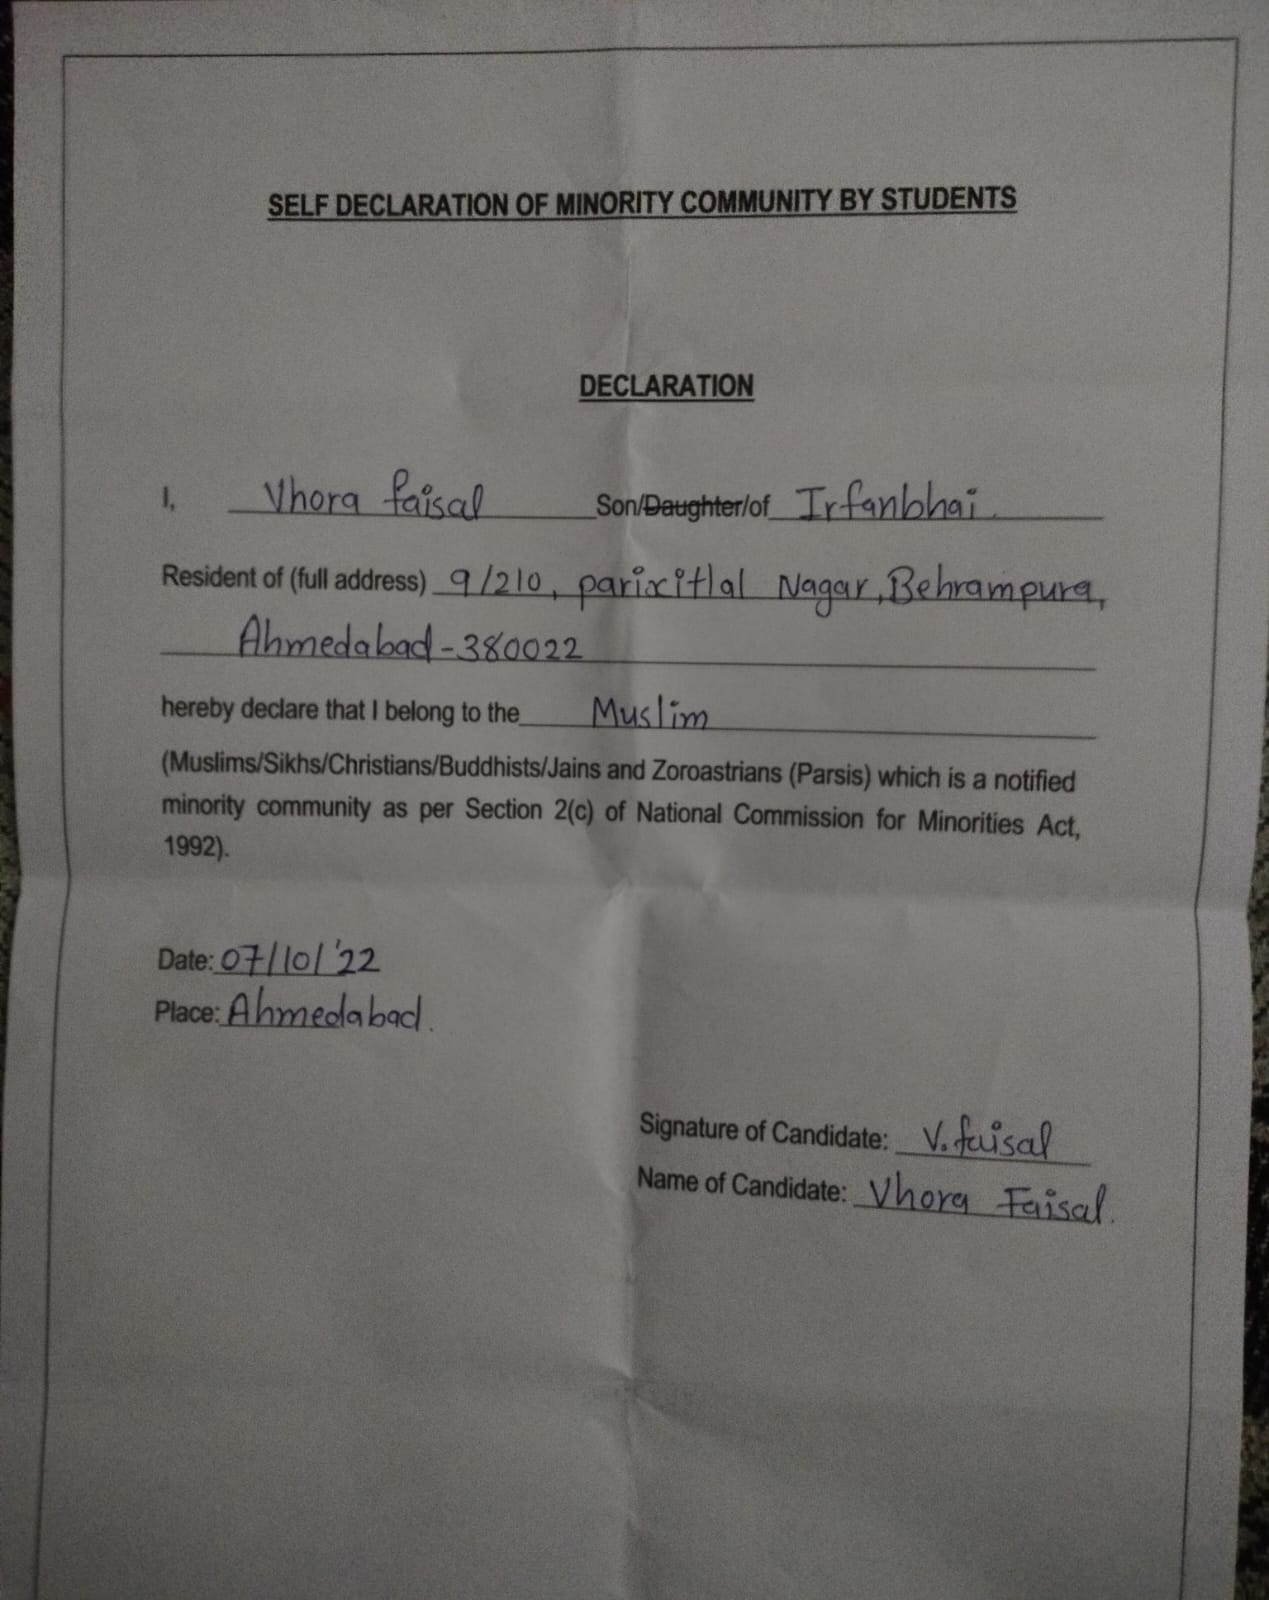 SELF DECLARATION OF MINORITY COMMUNITY BY STUDENTS
DECLARATION
I, Vhora faisal Son/Daughter/of Irfanbhai.
Resident of (full address) 9/210, parixitlal Nagar, Behrampura,
Ahmedabad-380022
hereby declare that I belong to the Muslim
(Muslims/Sikhs/Christians/Buddhists/Jains and Zoroastrians (Parsis) which is a notified
minority community as per Section 2(c) of National Commission for Minorities Act,
1992).
Date: 07/10/'22
Place: Ahmedabad.
Signature of Candidate: V. faisal
Name of Candidate: Vhora Faisal.